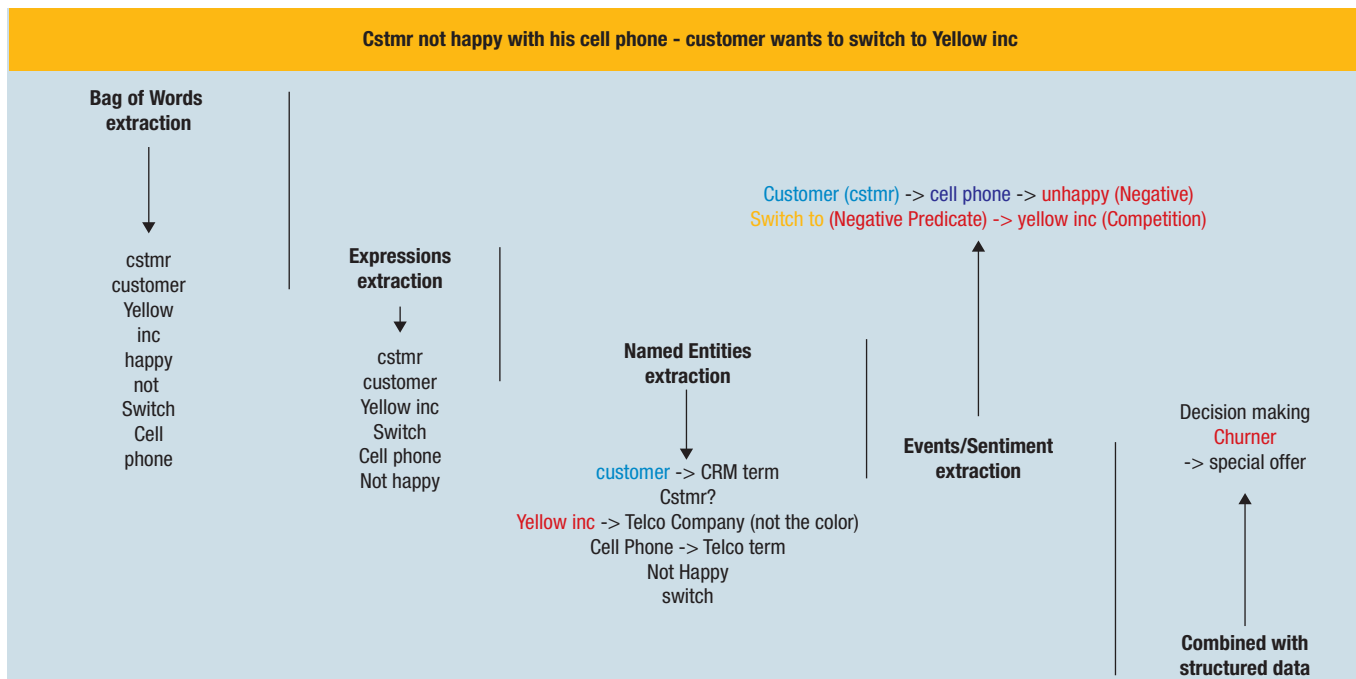 Cstmr not happy with his cell phone - customer wants to switch to Yellow inc
Bag of Words
extraction
cstmr
customer
Yellow
inc
happy
not
Switch
Cell
phone
Expressions
extraction
cstmr
customer
Yellow inc
Switch
Cell phone
Not happy
Named Entities
extraction
customer -> CRM term
Cstmr?
Yellow inc -> Telco Company (not the color)
Cell Phone -> Telco term
Not Happy
switch
Customer (cstmr) -> cell phone -> unhappy (Negative)
Switch to (Negative Predicate) -> yellow inc (Competition)
Events/Sentiment
extraction
Decision making
Churner
-> special offer
Combined with
structured data